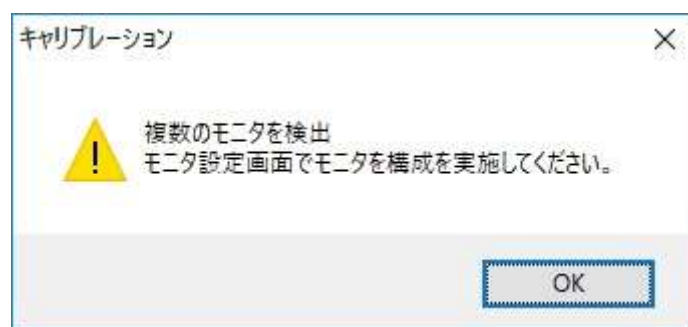 キャリブレーション
複数のモニタを検出
モニタ設定画面でモニタを構成を実施してください。
OK